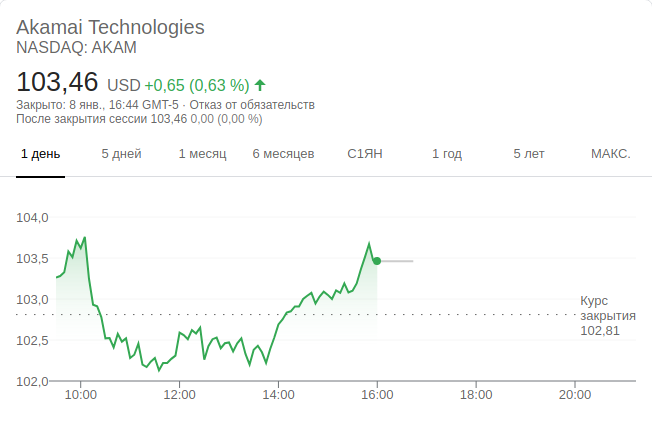 Akamai Technologies
NASDAQ: AKAM
103,46 USD +0,65 (0,63 %)
Закрыто: 8 янв., 16:44 GMT-5 · Отказ от обязательств
После закрытия сессии 103,46 0,00 (0,00 %)
1 день 5 дней 1 месяц 6 месяцев С1ЯН 1 год 5 лет МАКС.
104,0
103,5
103,0
102,5
102,0
Курс
закрытия
102,81
10:00 12:00 14:00 16:00 18:00 20:00